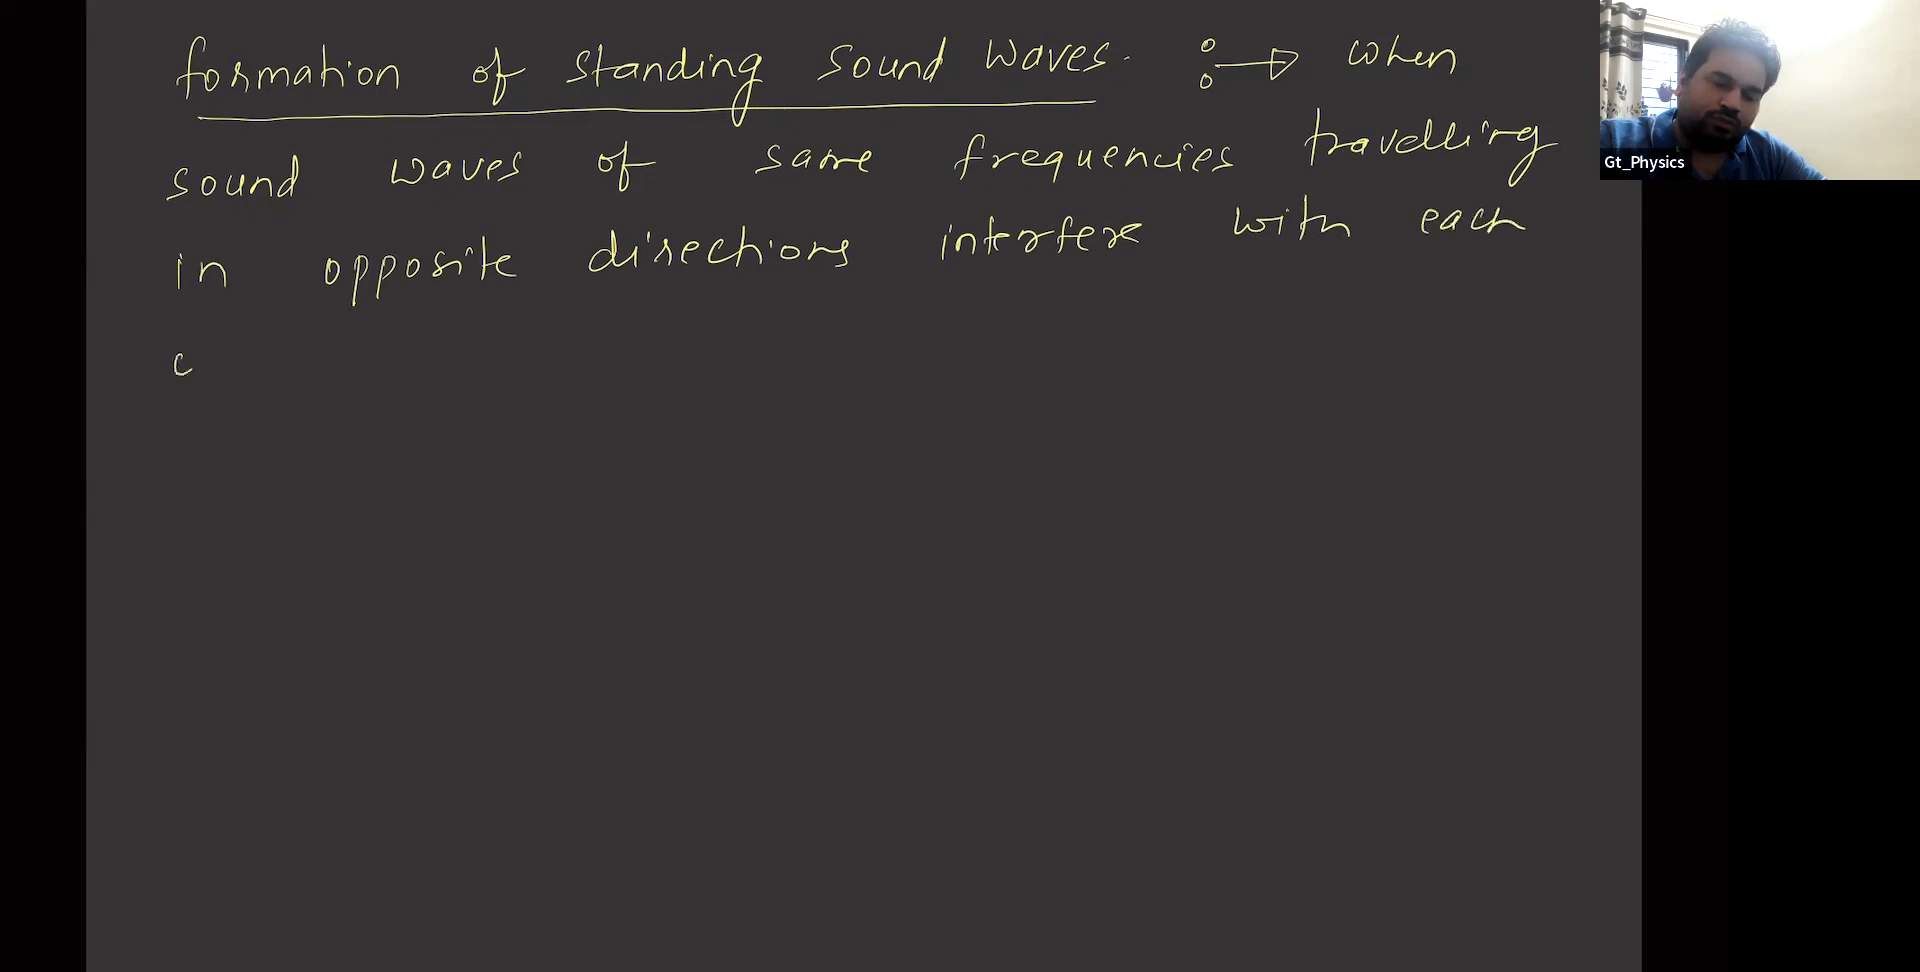 formation of standing sound waves. :→ when
sound waves of same frequencies travelling
in opposite directions interfere with each
Gt_Physics